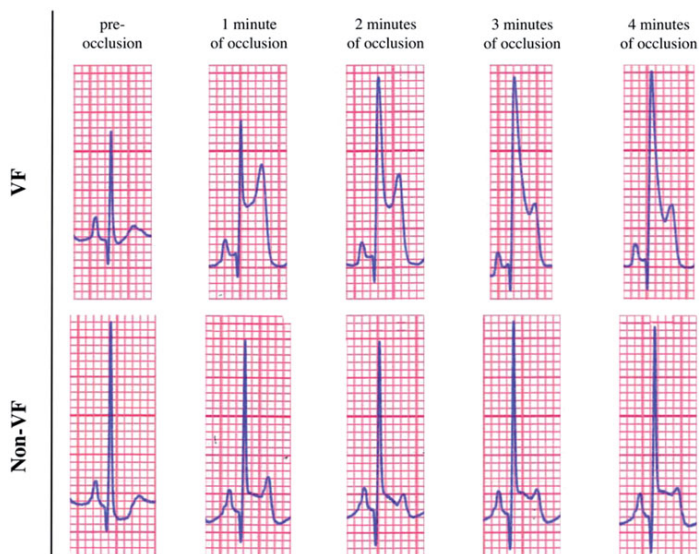 pre-
occlusion
1 minute
of occlusion
2 minutes
of occlusion
3 minutes
of occlusion
4 minutes
of occlusion
VF
Non-VF